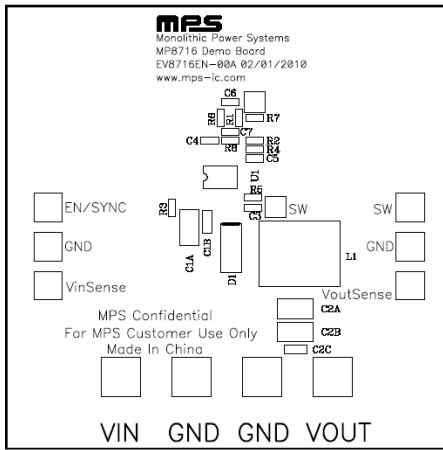 MPS
Monolithic Power Systems
MP8716 Demo Board
EV8716EN-00A 02/01/2010
www.mps-ic.com
C6
R6
R1
R7
C7
C4
R8
R2
R4
C5
U1
R5
C3
SW
R3
C1A
C1B
D1
L1
EN/SYNC
GND
VinSense
SW
GND
VoutSense
C2A
C2B
C2C
MPS Confidential
For MPS Customer Use Only
Made In China
VIN GND GND VOUT